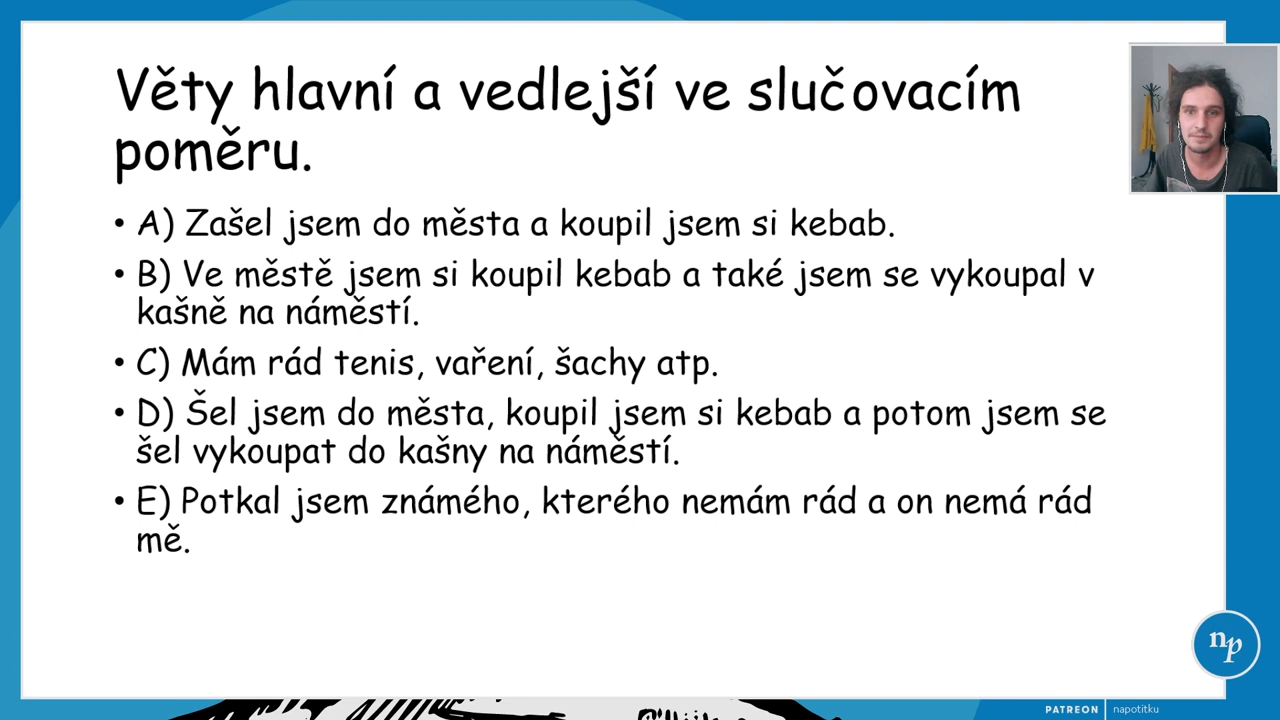 Věty hlavní a vedlejší ve slučovacím
poměru.
• A) Zašel jsem do města a koupil jsem si kebab.
• B) Ve městě jsem si koupil kebab a také jsem se vykoupal v
kašně na náměstí.
• C) Mám rád tenis, vaření, šachy atp.
• D) Šel jsem do města, koupil jsem si kebab a potom jsem se
šel vykoupat do kašny na náměstí.
• E) Potkal jsem známého, kterého nemám rád a on nemá rád
mě.
np
PATREON | napotitku